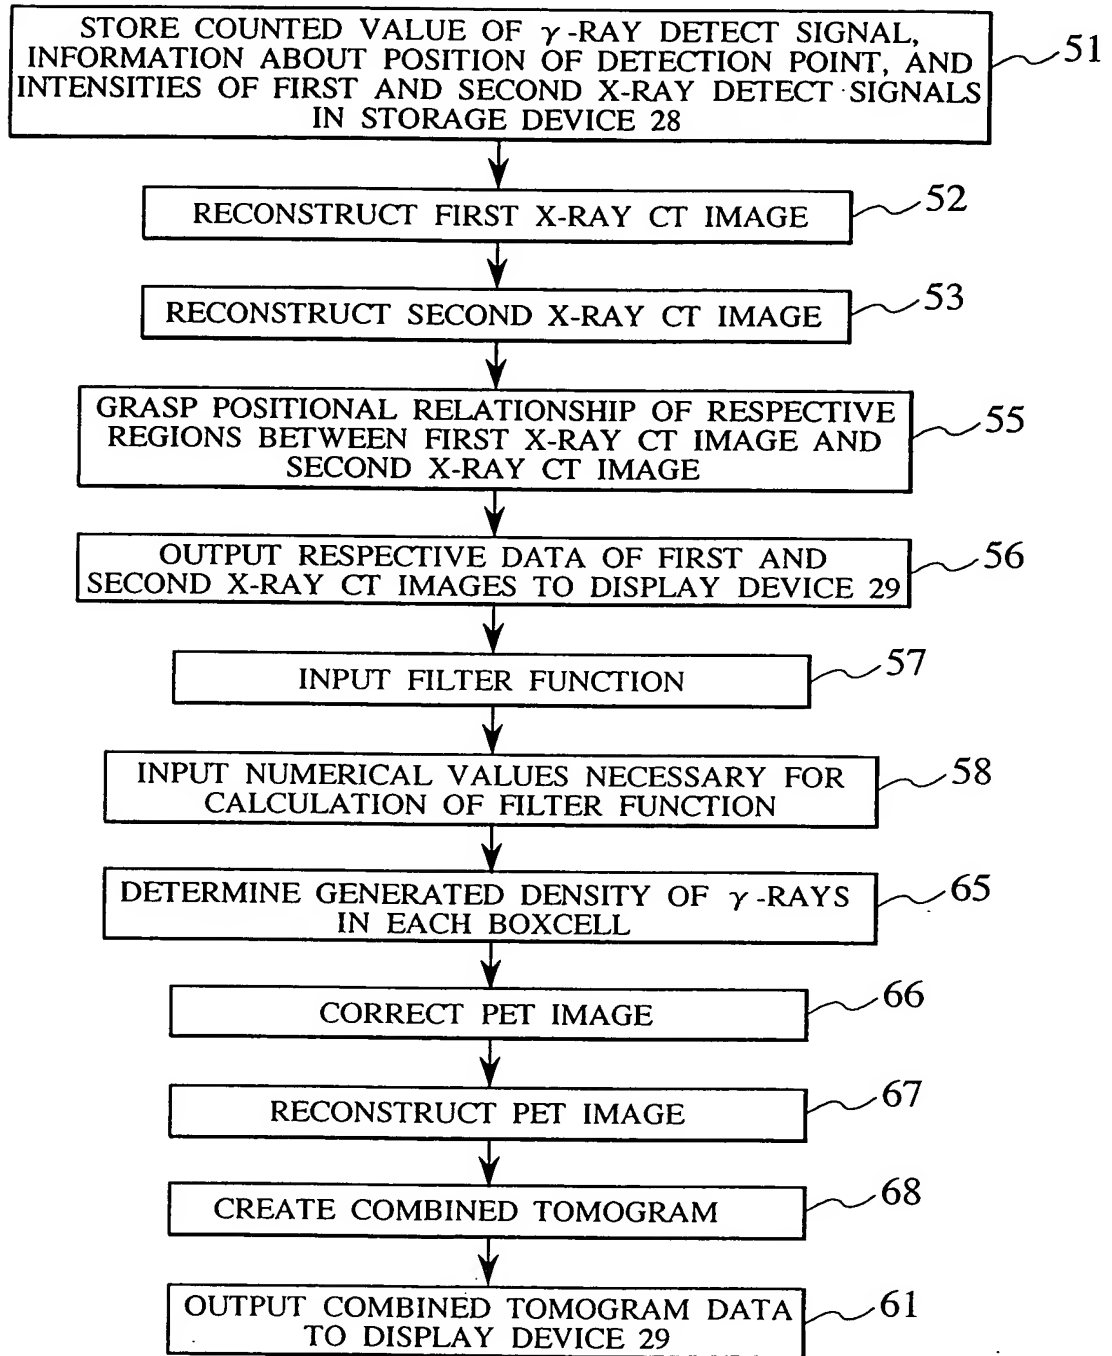 STORE COUNTED VALUE OF γ-RAY DETECT SIGNAL,
INFORMATION ABOUT POSITION OF DETECTION POINT, AND
INTENSITIES OF FIRST AND SECOND X-RAY DETECT SIGNALS
IN STORAGE DEVICE 28
51
RECONSTRUCT FIRST X-RAY CT IMAGE
52
RECONSTRUCT SECOND X-RAY CT IMAGE
53
GRASP POSITIONAL RELATIONSHIP OF RESPECTIVE
REGIONS BETWEEN FIRST X-RAY CT IMAGE AND
SECOND X-RAY CT IMAGE
55
OUTPUT RESPECTIVE DATA OF FIRST AND
SECOND X-RAY CT IMAGES TO DISPLAY DEVICE 29
56
INPUT FILTER FUNCTION
57
INPUT NUMERICAL VALUES NECESSARY FOR
CALCULATION OF FILTER FUNCTION
58
DETERMINE GENERATED DENSITY OF γ-RAYS
IN EACH BOXCELL
65
CORRECT PET IMAGE
66
RECONSTRUCT PET IMAGE
67
CREATE COMBINED TOMOGRAM
68
OUTPUT COMBINED TOMOGRAM DATA
TO DISPLAY DEVICE 29
61